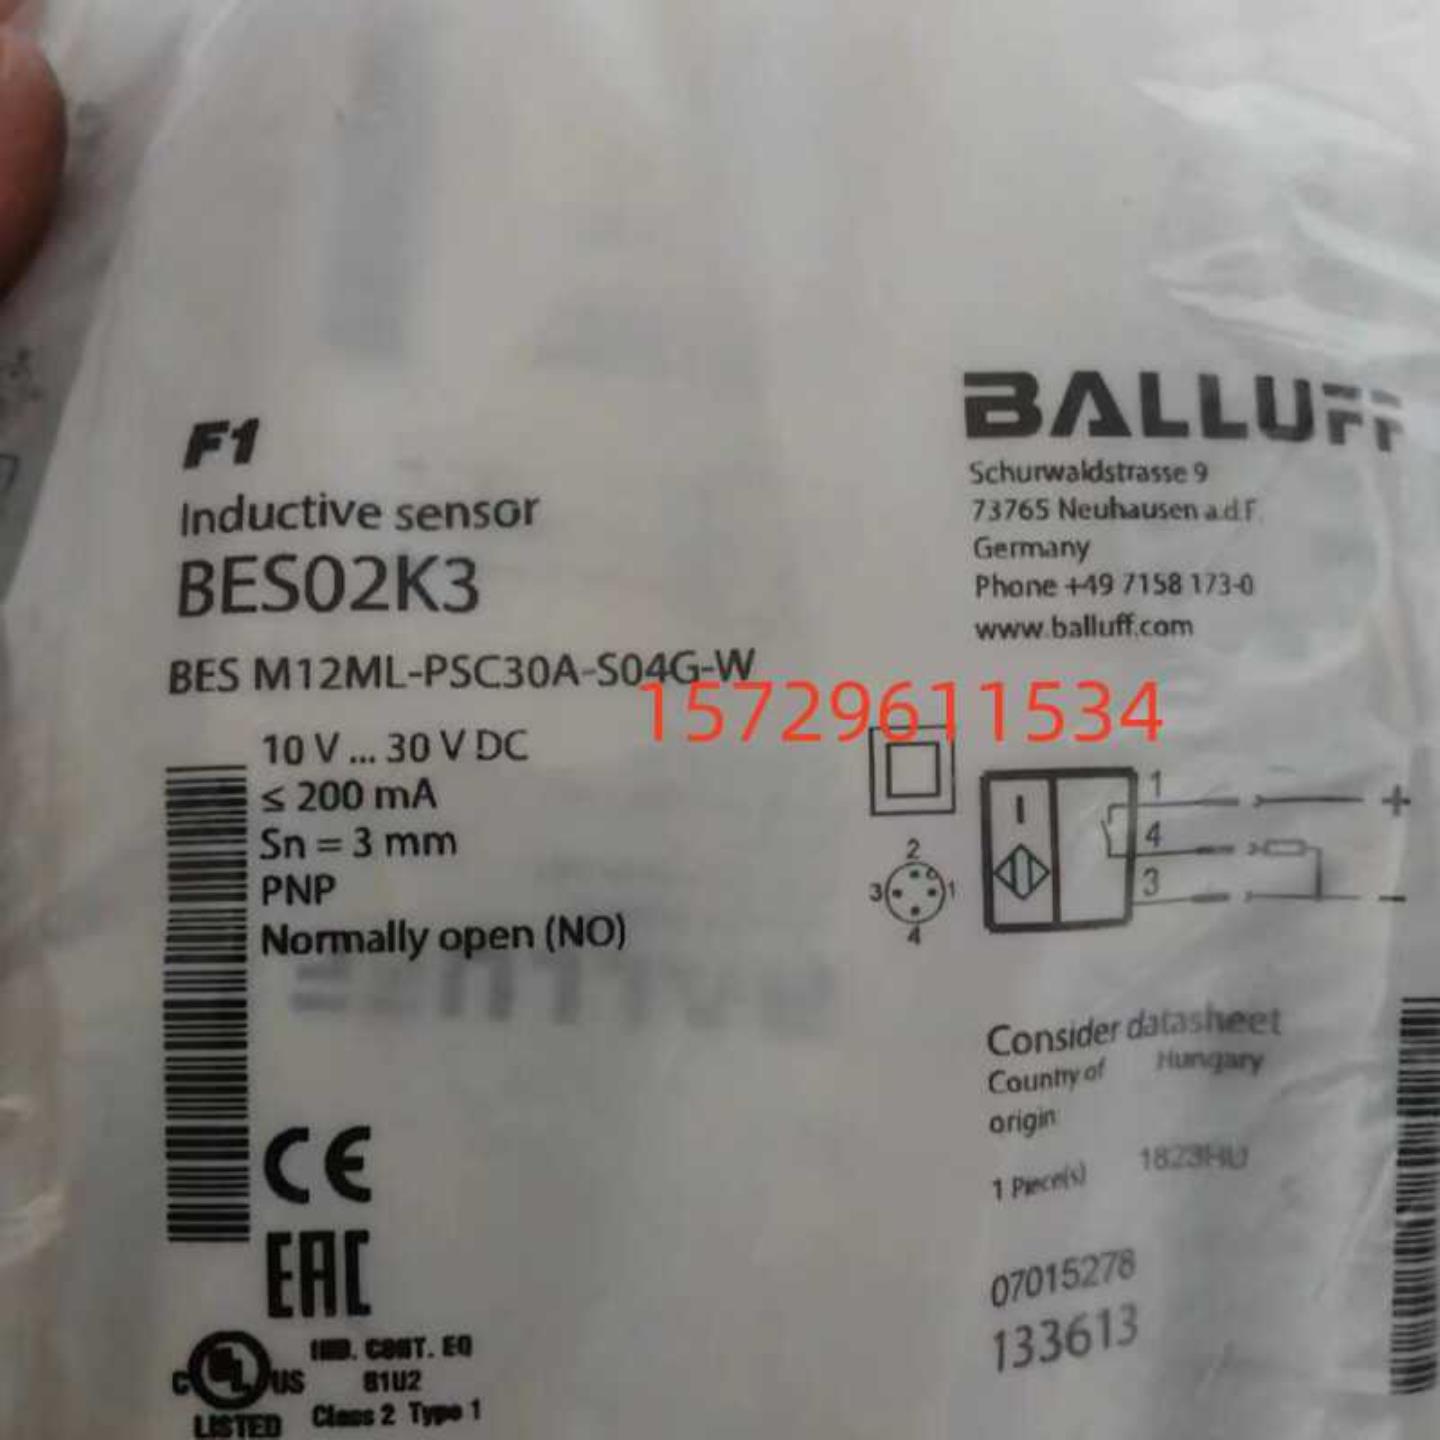 F1
Inductive sensor
BES02K3
BES M12ML-PSC30A-S04G-W
10 V ... 30 V DC
≤ 200 mA
Sn = 3 mm
PNP
Normally open (NO)
CE
EAC
C UL US
LISTED
IND. CONT. EQ
81U2
Class 2 Type 1
BALLUFF
Schurwaldstrasse 9
73765 Neuhausen a.d.F.
Germany
Phone +49 7158 173-0
www.balluff.com
15729611534
2
3 1
4
1 +
4
3 −
Consider datasheet
Country of Hungary
origin
1 Piece(s) 1823HU
07015278
133613